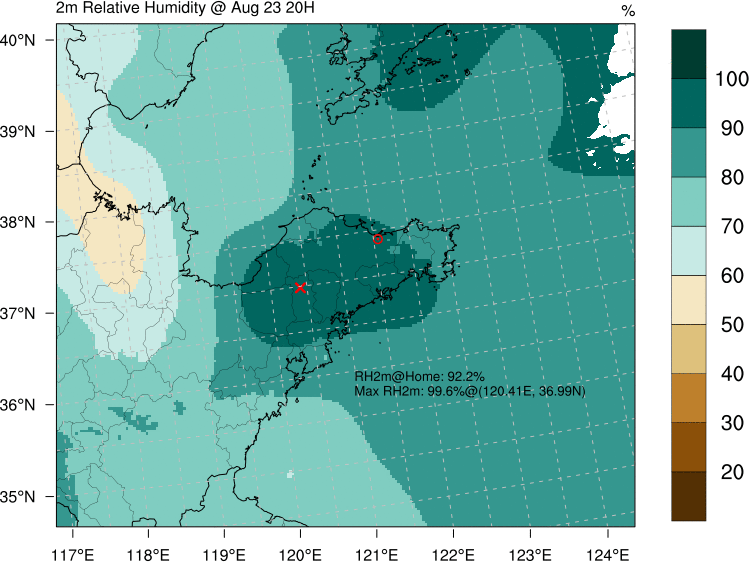 2m Relative Humidity @ Aug 23 20H
%
40°N
39°N
38°N
37°N
36°N
35°N
117°E
118°E
119°E
120°E
121°E
122°E
123°E
124°E
RH2m@Home: 92.2%
Max RH2m: 99.6%@(120.41E, 36.99N)
100
90
80
70
60
50
40
30
20